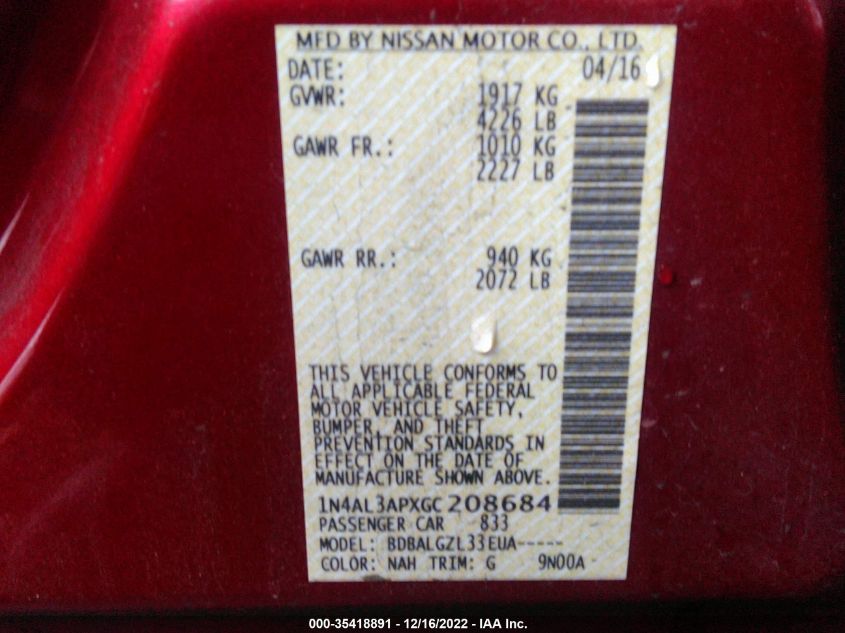 MFD BY NISSAN MOTOR CO., LTD.
DATE: 04/16
GVWR: 1917 KG
4226 LB
GAWR FR.: 1010 KG
2227 LB
GAWR RR.: 940 KG
2072 LB
THIS VEHICLE CONFORMS TO
ALL APPLICABLE FEDERAL
MOTOR VEHICLE SAFETY,
BUMPER, AND THEFT
PREVENTION STANDARDS IN
EFFECT ON THE DATE OF
MANUFACTURE SHOWN ABOVE.
1N4AL3APXGC208684
PASSENGER CAR 833
MODEL: BDBALGZL33EUA-----
COLOR: NAH TRIM: G 9N00A
000-35418891 - 12/16/2022 - IAA Inc.